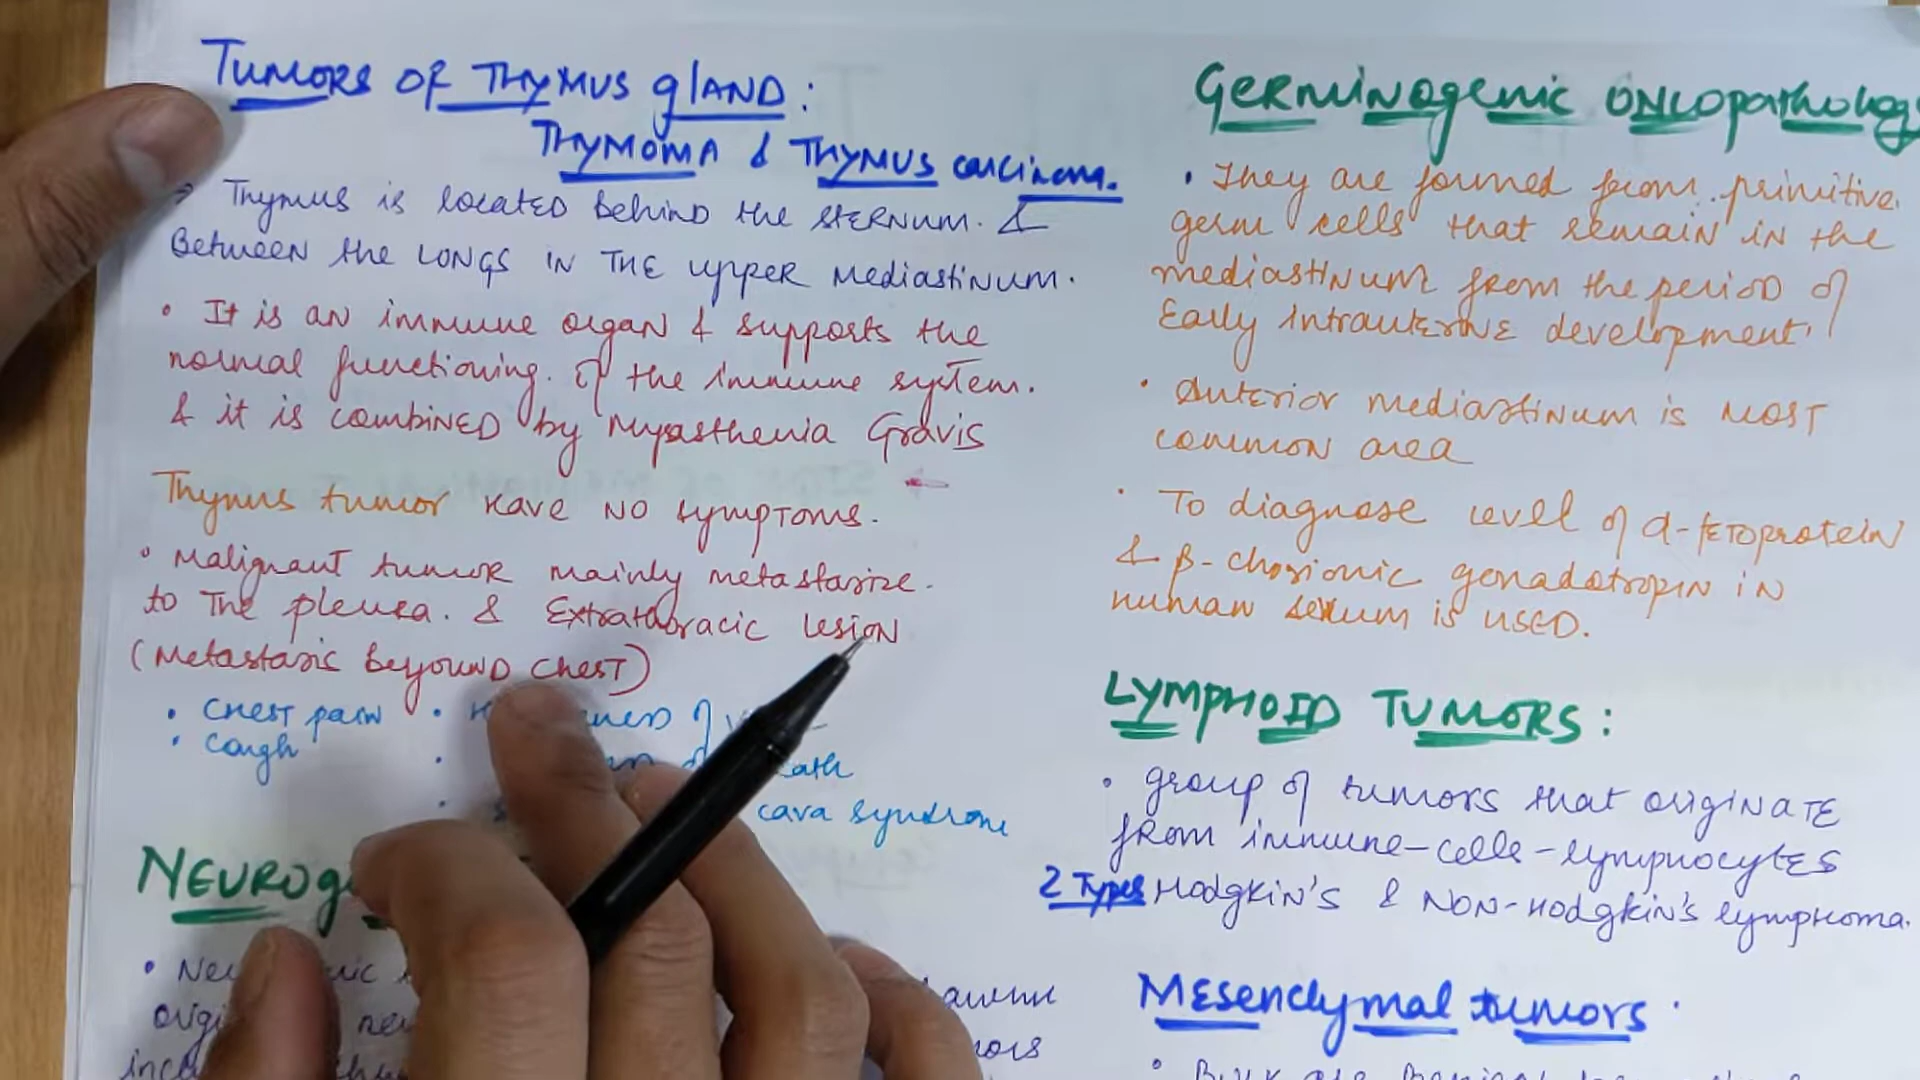 TUMORS OF THYMUS GLAND:
THYMOMA & THYMUS carcinoma.
→ Thymus is located behind the sternum. &
Between the LONGS in THE upper mediastinum.
• It is an immune organ & supports the
normal functioning. of the immune system.
& it is combined by myasthenia Gravis
Thymus tumor have no symptoms.
• Malignant tumor mainly metastasize.
to The pleura. & Extrathoracic lesion
(Metastasis Beyound Chest)
• Chest pain •
• Cough •
• cava syndrome
NEUROG
•
origi
GERMINOGENIC ONCOPATHOLOGY
• They are formed from primitive
germ cells that remain in the
mediastinum from the period of
Early intrauterine development.
• Anterior mediastinum is most
common area
• To diagnose level of α-fetoprotein
& β-chorionic gonadotropin in
human serum is used.
LYMPHOID TUMORS:
• group of tumors that originate
from immune-cells-lymphocytes
2 Types Hodgkin's & Non-Hodgkin's lymphoma.
Mesenclymal tumors.
•